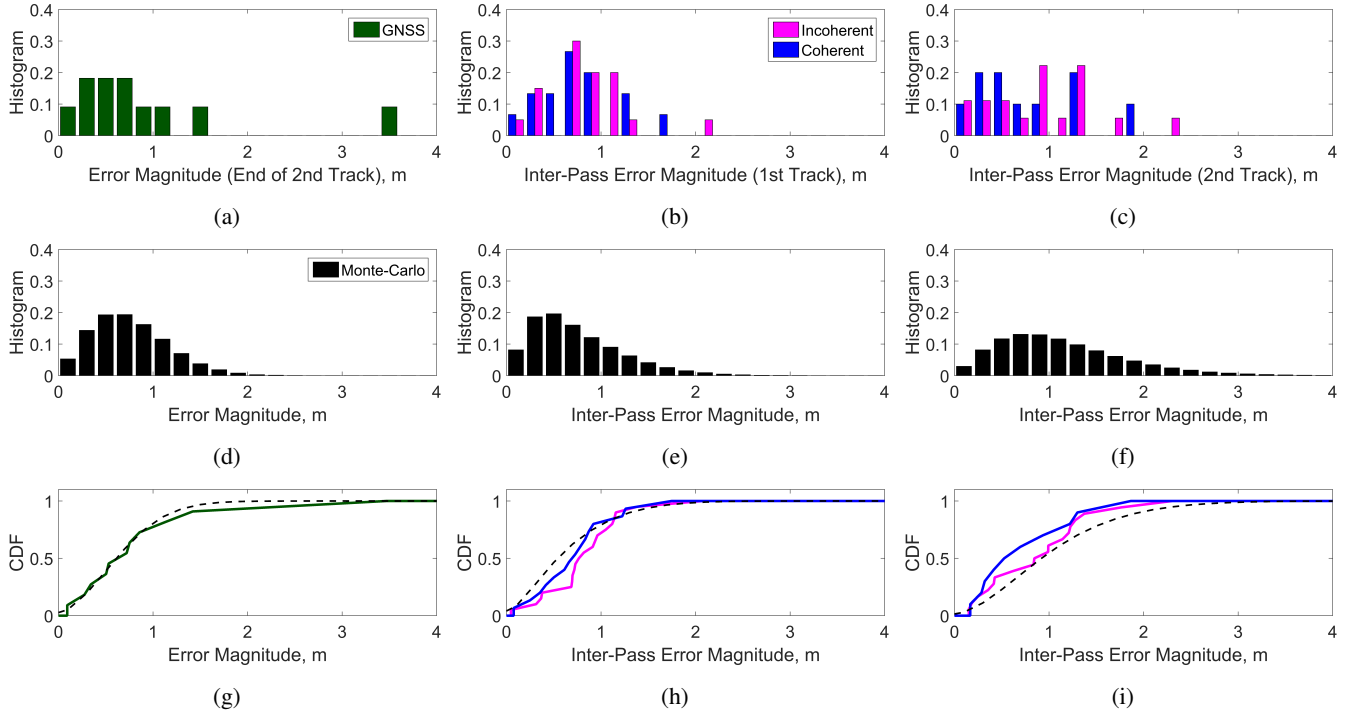 Histogram
0.4
0.3
0.2
0.1
0
0 1 2 3 4
GNSS
Error Magnitude (End of 2nd Track), m
(a)
Histogram
0.4
0.3
0.2
0.1
0
0 1 2 3 4
Incoherent
Coherent
Inter-Pass Error Magnitude (1st Track), m
(b)
Histogram
0.4
0.3
0.2
0.1
0
0 1 2 3 4
Inter-Pass Error Magnitude (2nd Track), m
(c)
Histogram
0.4
0.3
0.2
0.1
0
0 1 2 3 4
Monte-Carlo
Error Magnitude, m
(d)
Histogram
0.4
0.3
0.2
0.1
0
0 1 2 3 4
Inter-Pass Error Magnitude, m
(e)
Histogram
0.4
0.3
0.2
0.1
0
0 1 2 3 4
Inter-Pass Error Magnitude, m
(f)
CDF
1
0.5
0
0 1 2 3 4
Error Magnitude, m
(g)
CDF
1
0.5
0
0 1 2 3 4
Inter-Pass Error Magnitude, m
(h)
CDF
1
0.5
0
0 1 2 3 4
Inter-Pass Error Magnitude, m
(i)